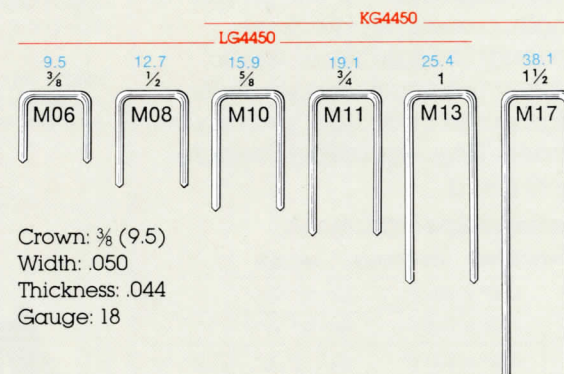 KG4450
LG4450
9.5 12.7 15.9 19.1 25.4 38.1
⅜ ½ ⅝ ¾ 1 1½
M06 M08 M10 M11 M13 M17
Crown: ⅜ (9.5)
Width: .050
Thickness: .044
Gauge: 18